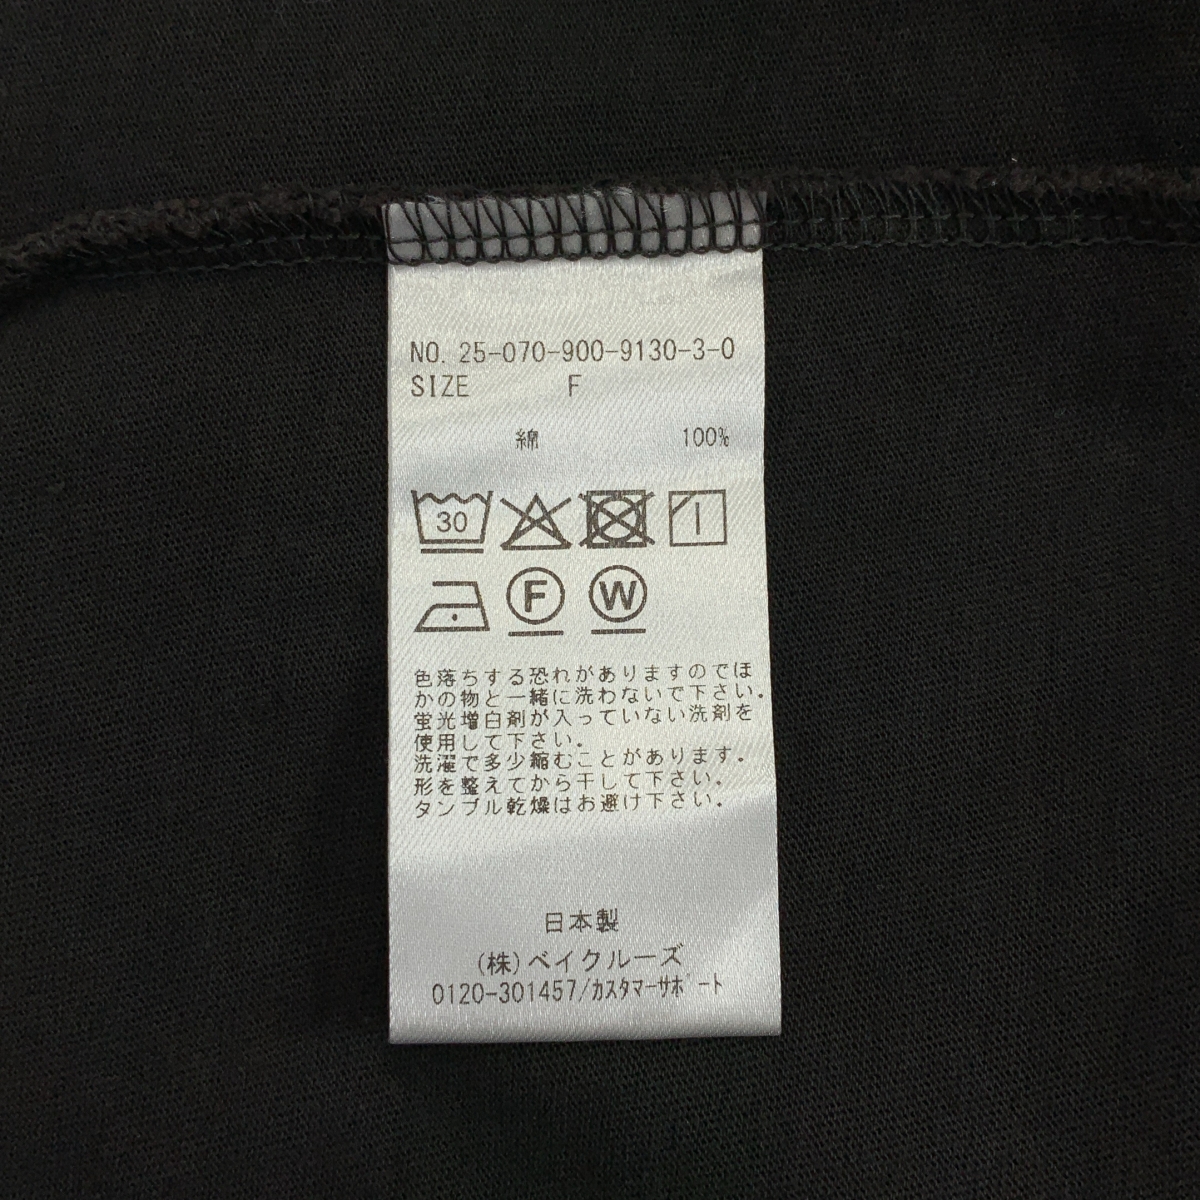 NO. 25-070-900-9130-3-0
SIZE F
綿 100%
30
F W
色落ちする恐れがありますのでほ
かの物と一緒に洗わないで下さい.
蛍光増白剤が入っていない洗剤を
使用して下さい.
洗濯で多少縮むことがあります.
形を整えてから干して下さい.
タンブル乾燥はお避け下さい.
日本製
(株)ベイクルーズ
0120-301457/ｶｽﾀﾏｰｻﾎﾟｰﾄ